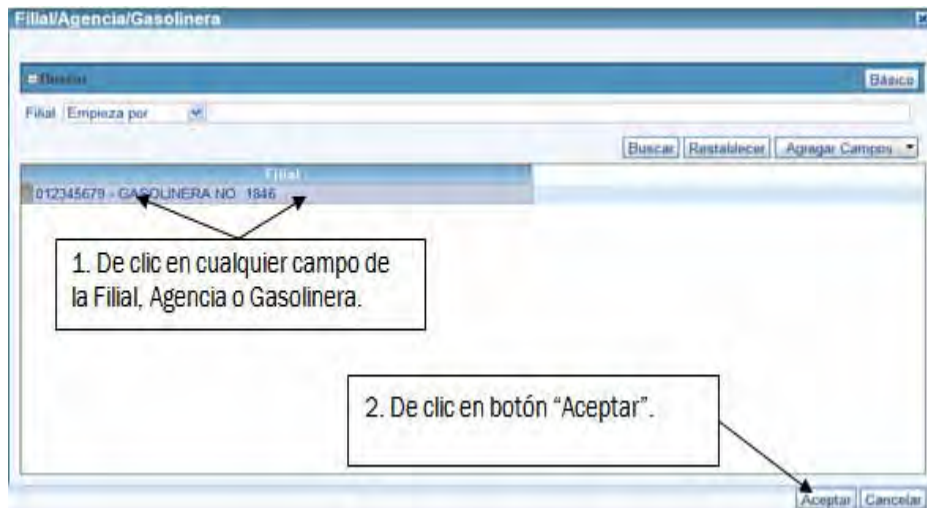 Filial/Agencia/Gasolinera
Buscar Básico
Filial Empieza por
Buscar Restablecer Agregar Campos
Filial
012345679 - GASOLINERA NO. 1846
1. De clic en cualquier campo de
la Filial, Agencia o Gasolinera.
2. De clic en botón “Aceptar”.
Aceptar Cancelar